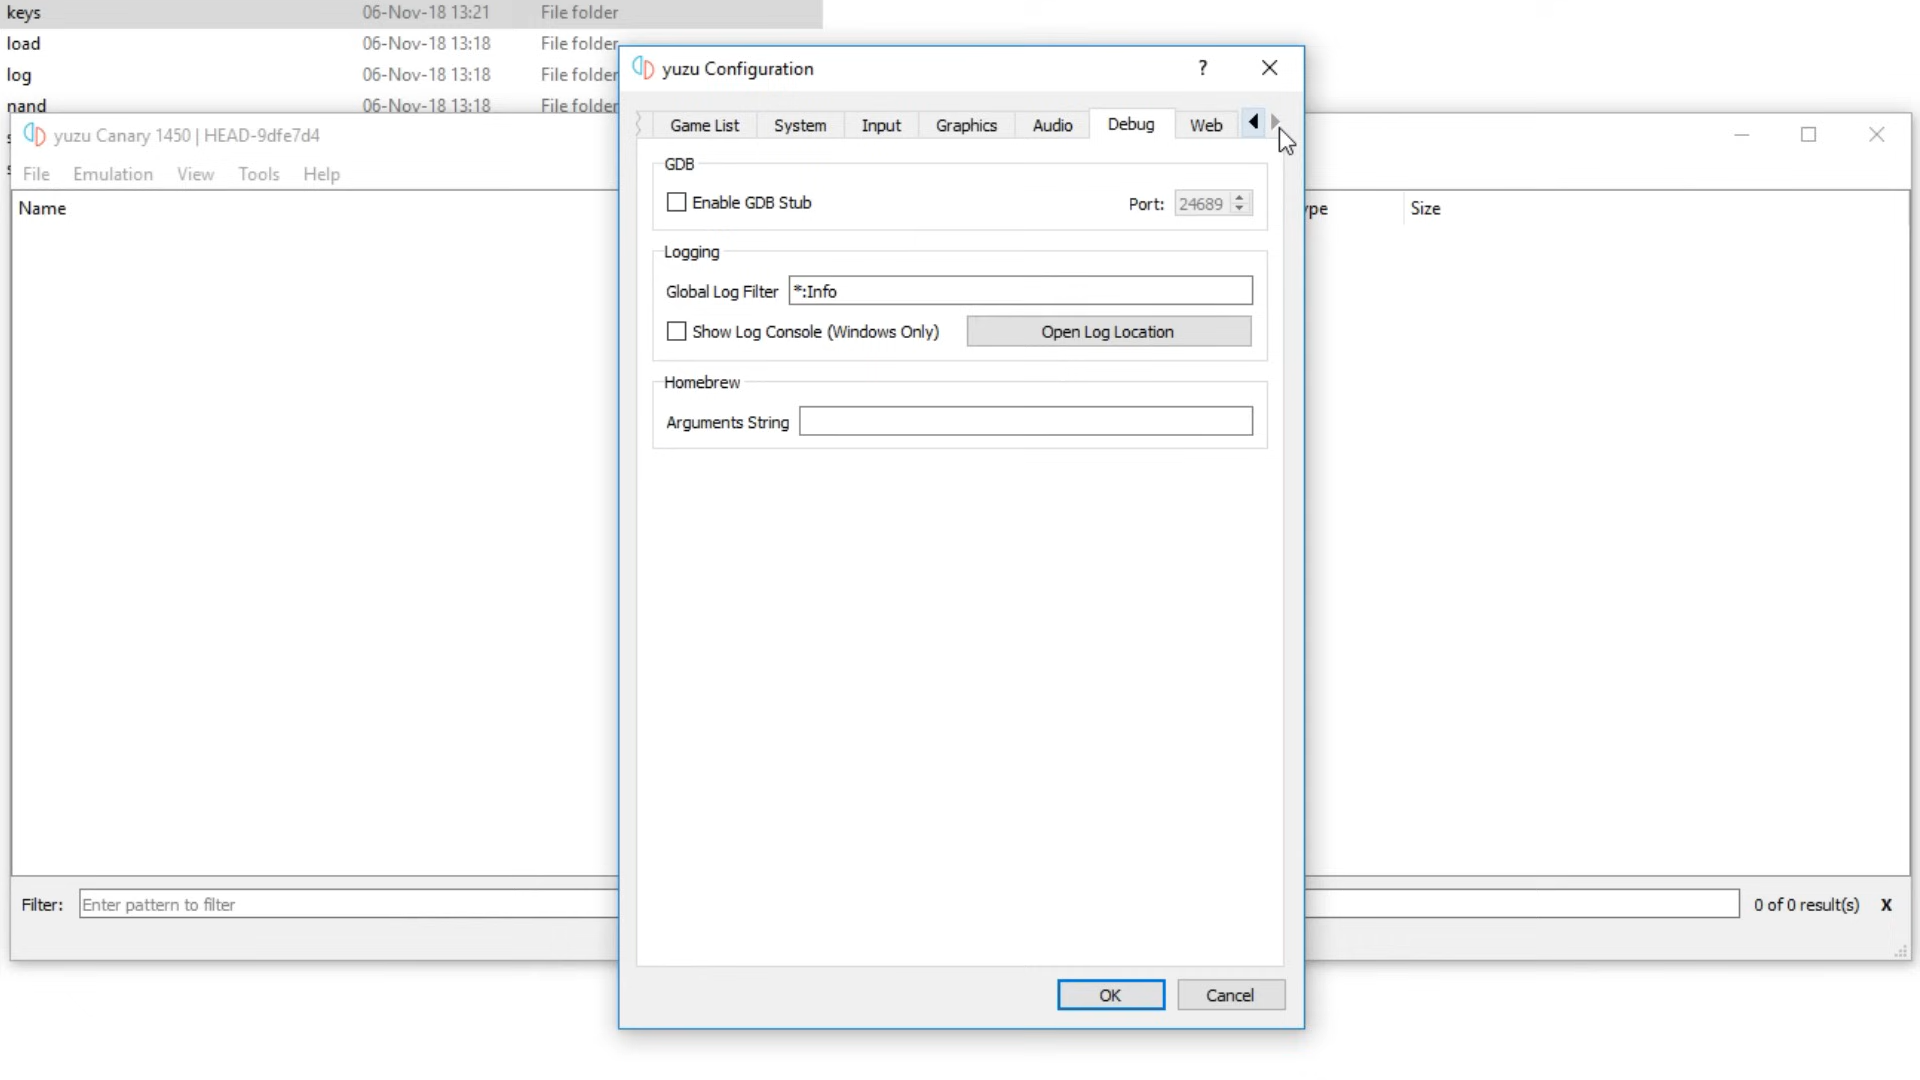 keys 06-Nov-18 13:21 File folder
load 06-Nov-18 13:18 File folder
log 06-Nov-18 13:18 File folder
nand 06-Nov-18 13:18 File folder
yuzu Configuration ? X
yuzu Canary 1450 | HEAD-9dfe7d4
Game List System Input Graphics Audio Debug Web
File Emulation View Tools Help
GDB
Enable GDB Stub Port: 24689
Name ype Size
Logging
Global Log Filter *:Info
Show Log Console (Windows Only) Open Log Location
Homebrew
Arguments String
Filter: Enter pattern to filter 0 of 0 result(s) X
OK Cancel